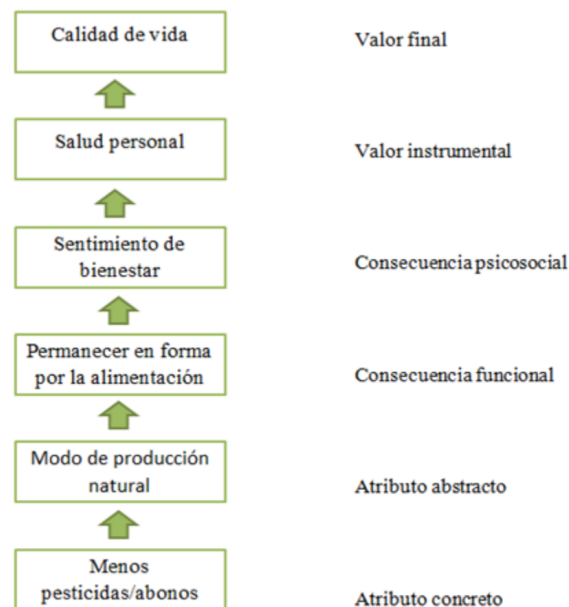 Calidad de vida
Valor final
Salud personal
Valor instrumental
Sentimiento de
bienestar
Consecuencia psicosocial
Permanecer en forma
por la alimentación
Consecuencia funcional
Modo de producción
natural
Atributo abstracto
Menos
pesticidas/abonos
Atributo concreto